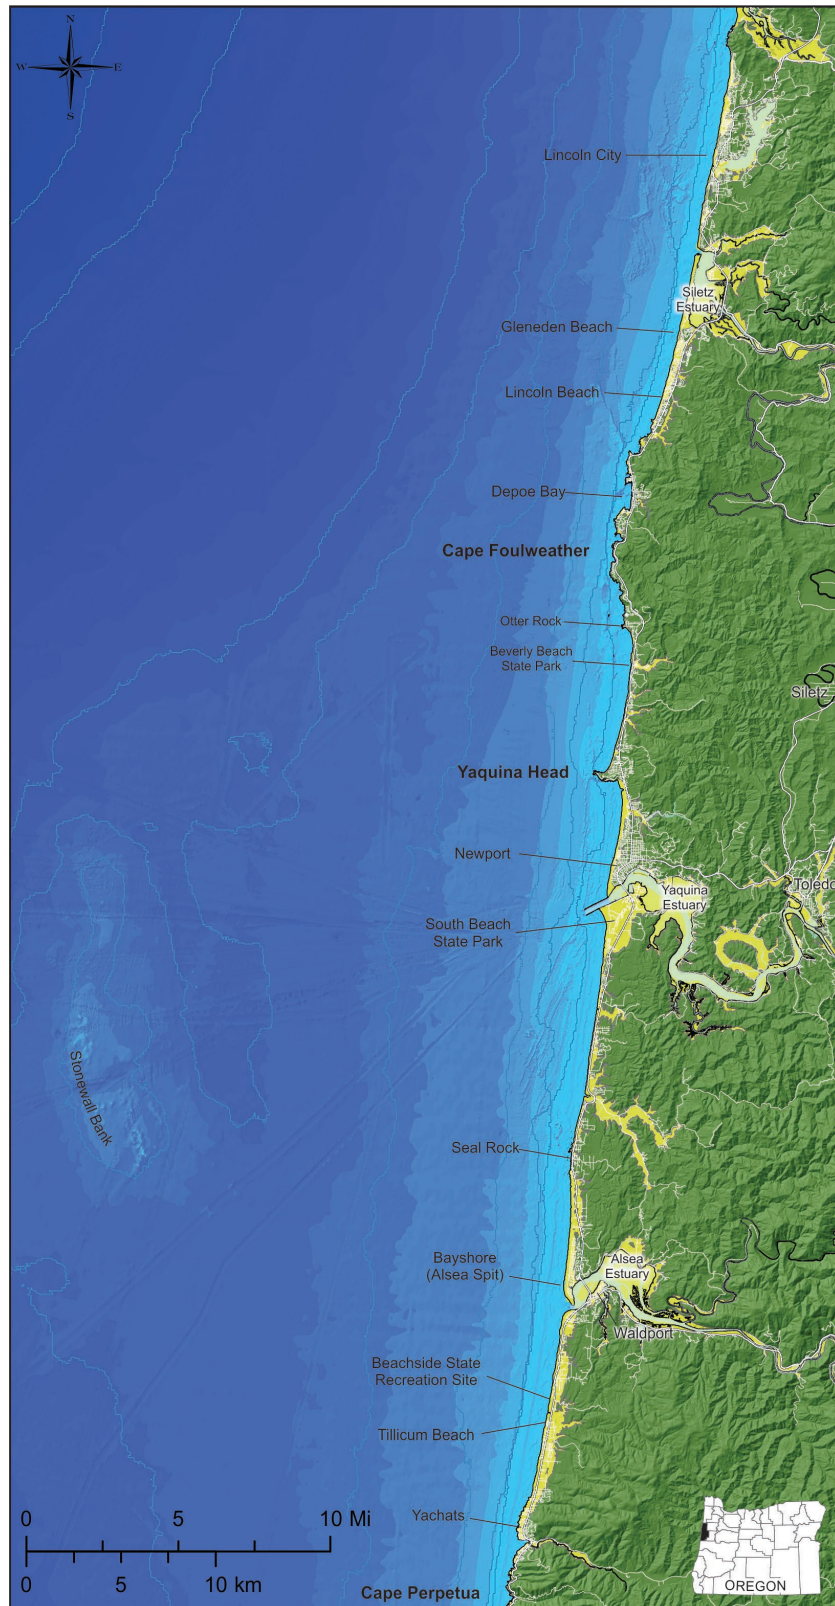 N
W
E
S
Lincoln City
Siletz
Estuary
Gleneden Beach
Lincoln Beach
Depoe Bay
Cape Foulweather
Otter Rock
Beverly Beach
State Park
Siletz
Yaquina Head
Newport
Toledo
Yaquina
Estuary
South Beach
State Park
Stonewall Bank
Seal Rock
Bayshore
(Alsea Spit)
Alsea
Estuary
Waldport
Beachside State
Recreation Site
Tillicum Beach
Yachats
0 5 10 Mi
0 5 10 km
Cape Perpetua
OREGON